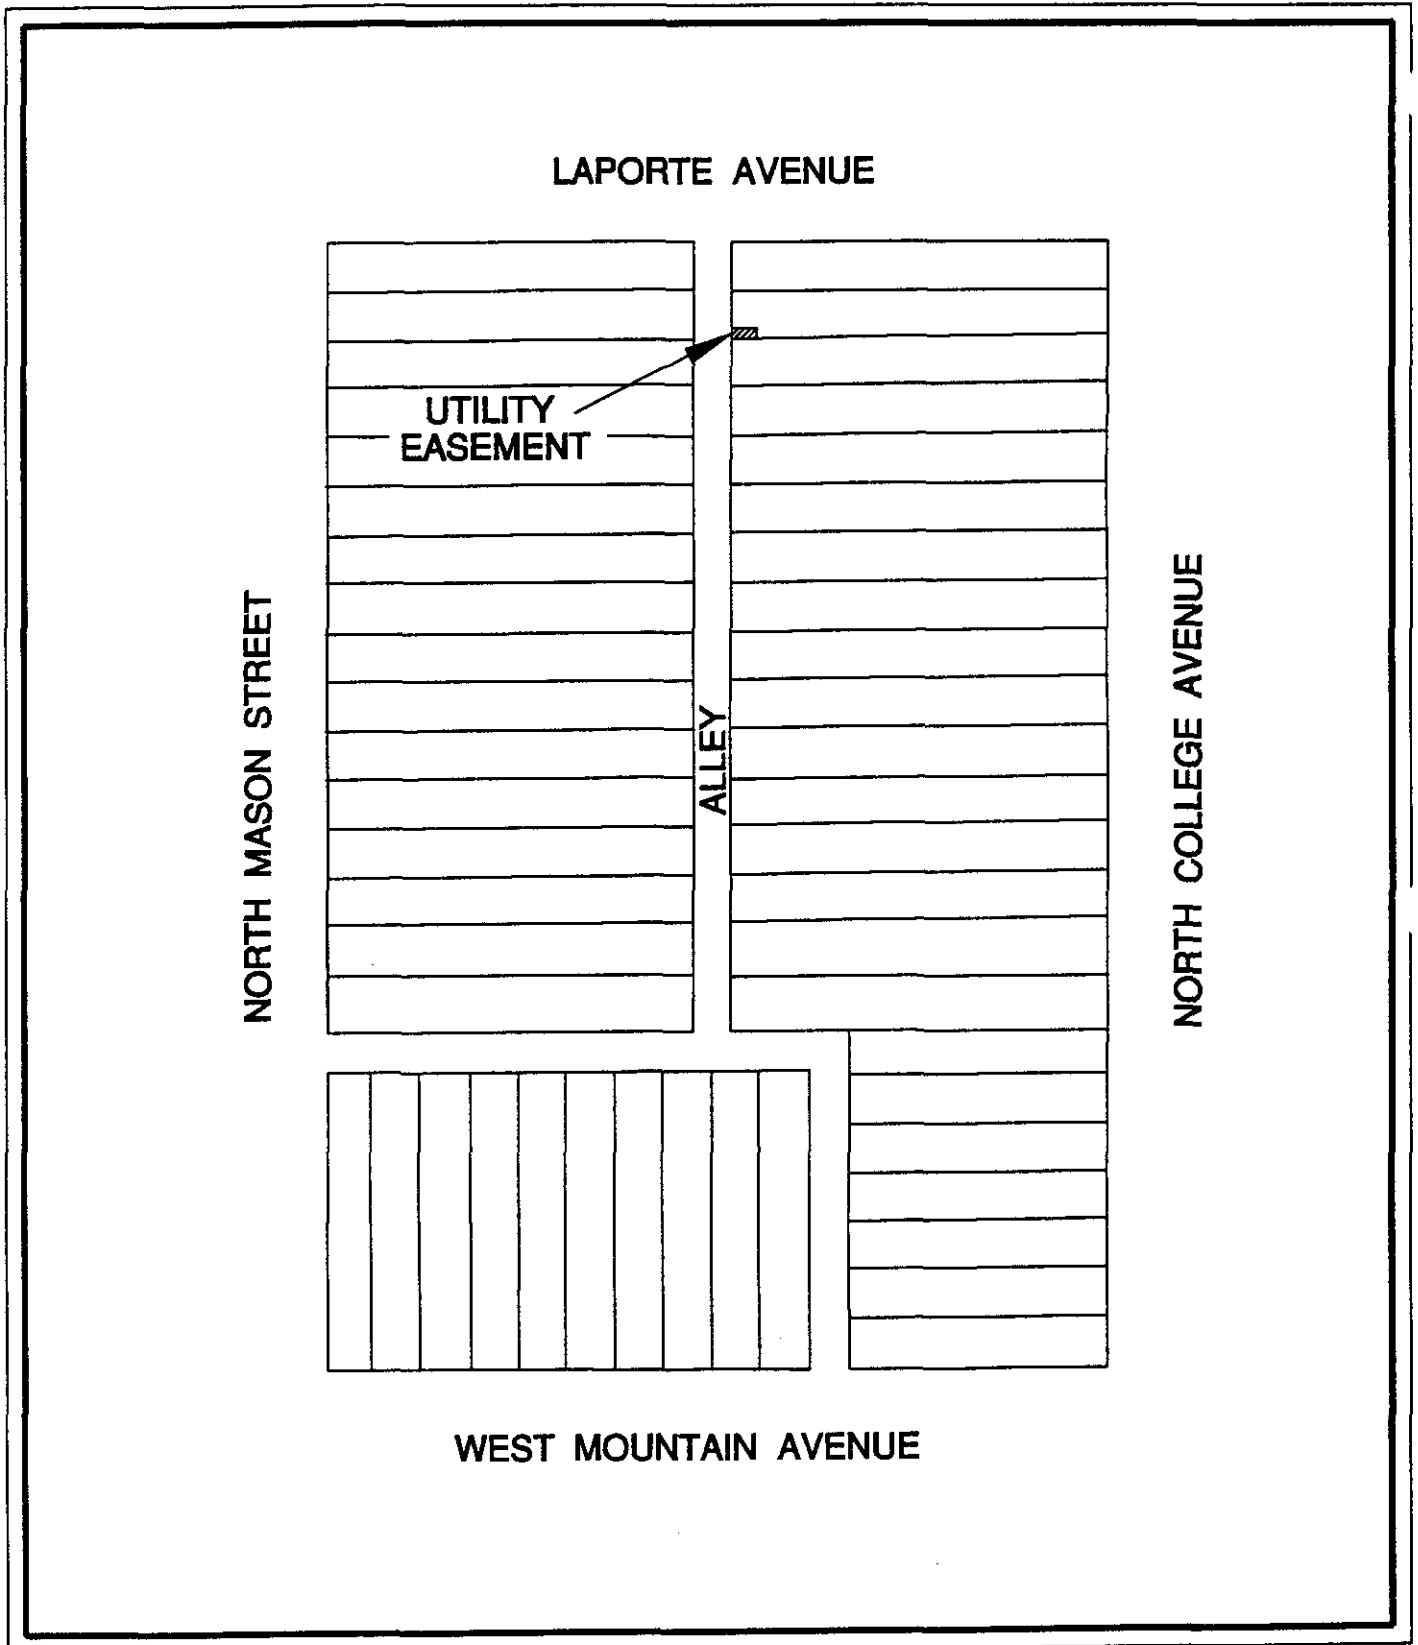 LAPORTE AVENUE
UTILITY
EASEMENT
NORTH MASON STREET
ALLEY
NORTH COLLEGE AVENUE
WEST MOUNTAIN AVENUE